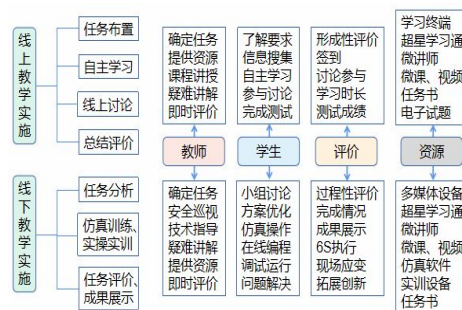 线上教学实施
任务布置
自主学习
线上讨论
总结评价
确定任务
提供资源
课程讲授
疑难讲解
即时评价
了解要求
信息搜集
自主学习
参与讨论
完成测试
形成性评价
签到
讨论参与
学习时长
测试成绩
学习终端
超星学习通
微讲师
微课、视频
任务书
电子试题
教师
学生
评价
资源
线下教学实施
任务分析
仿真训练、
实操实训
任务评价、
成果展示
确定任务
安全巡视
技术指导
疑难讲解
提供资源
即时评价
小组讨论
方案优化
仿真操作
在线编程
调试运行
问题解决
过程性评价
完成情况
成果展示
6S执行
现场应变
拓展创新
多媒体设备
超星学习通
微讲师
微课、视频
仿真软件
实训设备
任务书